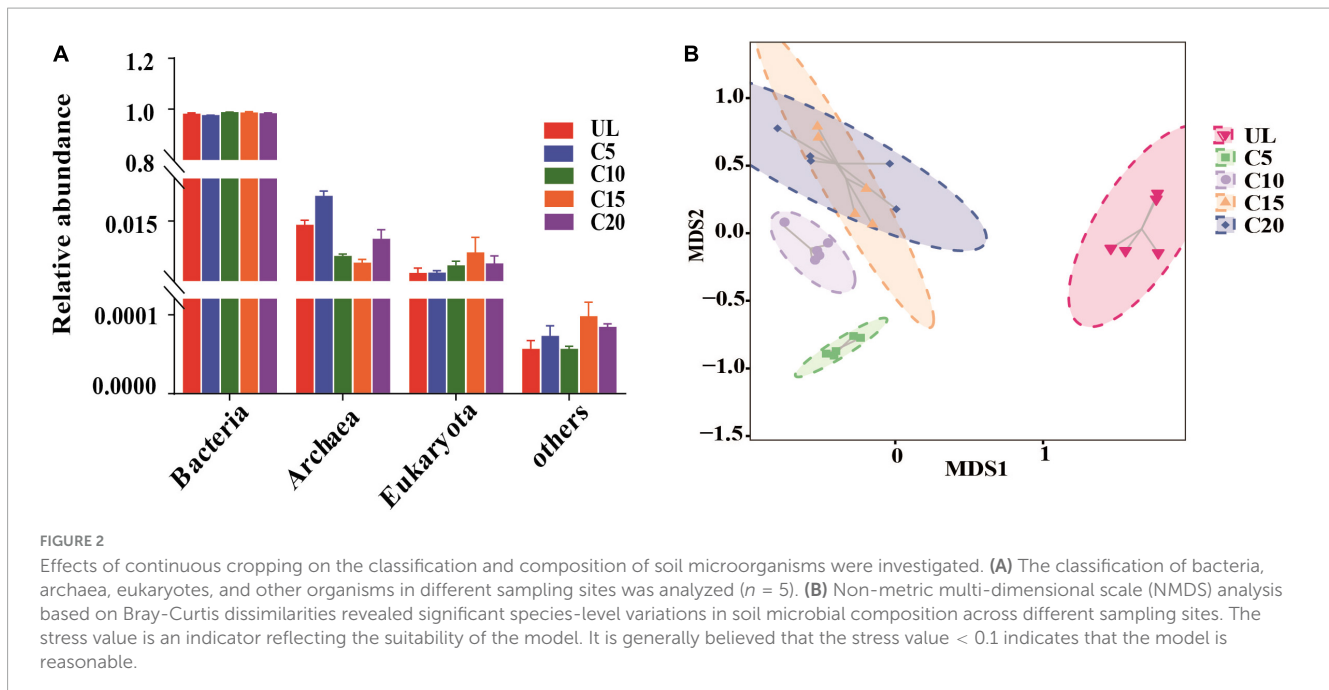 A
Relative abundance
1.2
1.0
0.8
0.015
0.0001
0.0000
Bacteria
Archaea
Eukaryota
others
UL
C5
C10
C15
C20
B
MDS2
1.0
0.5
0.0
−0.5
−1.0
−1.5
0
1
MDS1
UL
C5
C10
C15
C20
FIGURE 2
Effects of continuous cropping on the classification and composition of soil microorganisms were investigated. (A) The classification of bacteria,
archaea, eukaryotes, and other organisms in different sampling sites was analyzed (n = 5). (B) Non-metric multi-dimensional scale (NMDS) analysis
based on Bray-Curtis dissimilarities revealed significant species-level variations in soil microbial composition across different sampling sites. The
stress value is an indicator reflecting the suitability of the model. It is generally believed that the stress value < 0.1 indicates that the model is
reasonable.